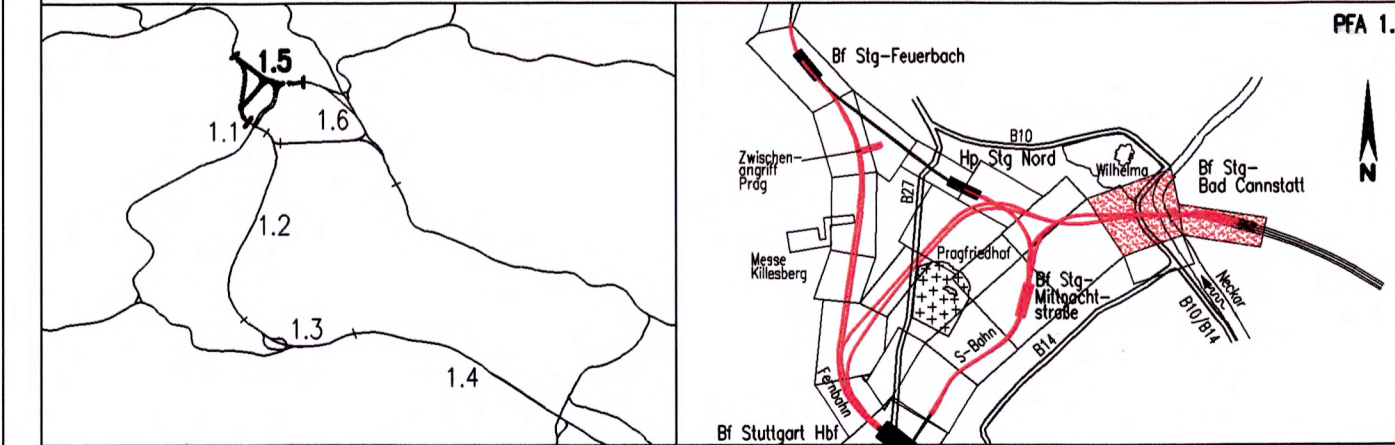 1.5
1.1
1.6
1.2
1.3
1.4
PFA 1.
Bf Stg-Feuerbach
B10
Zwischen-
angriff
Prag
Hp Stg Nord
Wilhelma
Bf Stg-
Bad Cannstatt
N
B27
Messe
Killesberg
Pragfriedhof
Bf Stg-
Mittnacht-
straße
Neckar
B10/B14
S-Bahn
B14
Fernbahn
Bf Stuttgart Hbf